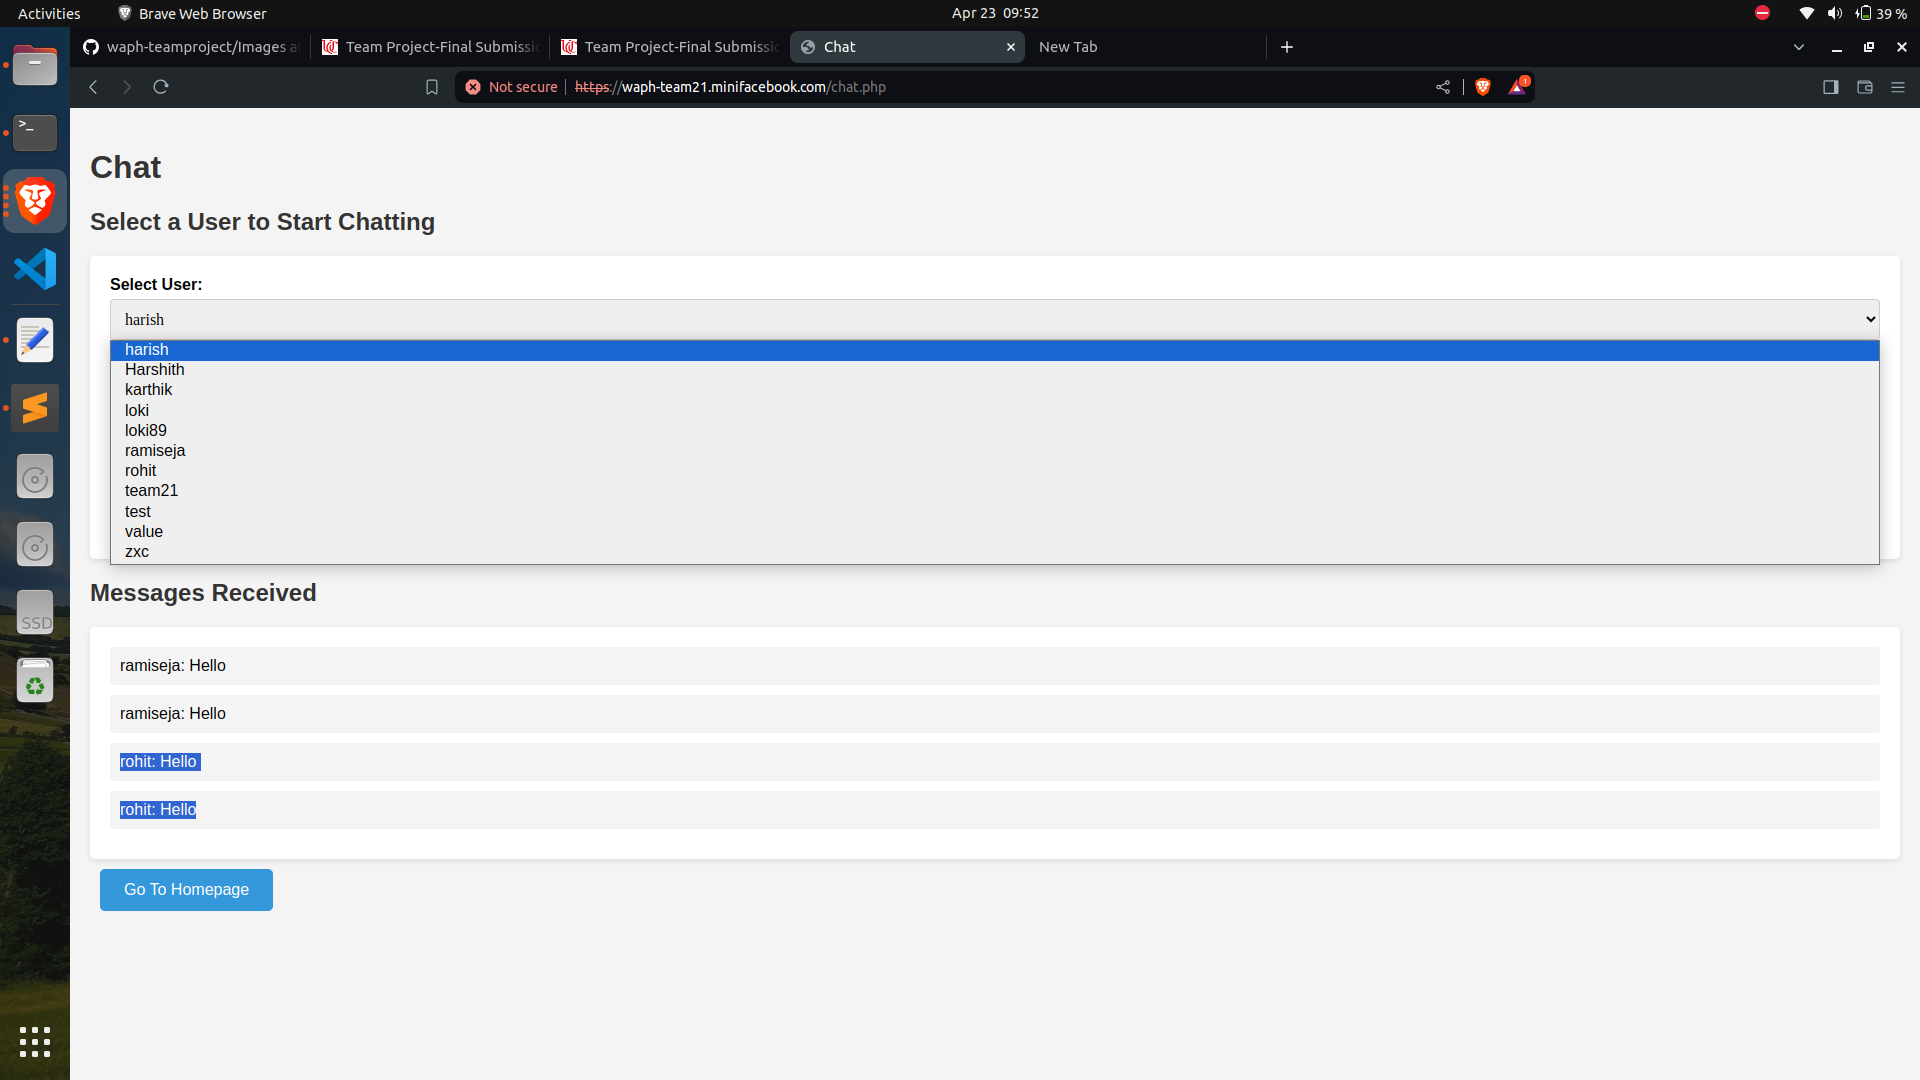 Activities
Brave Web Browser
Apr 23 09:52
39 %
waph-teamproject/Images a
Team Project-Final Submissio
Team Project-Final Submissio
Chat
New Tab
Not secure
https://waph-team21.minifacebook.com/chat.php
1
>_
SSD
Chat
Select a User to Start Chatting
Select User:
harish
harish
Harshith
karthik
loki
loki89
ramiseja
rohit
team21
test
value
zxc
Messages Received
ramiseja: Hello
ramiseja: Hello
rohit: Hello
rohit: Hello
Go To Homepage